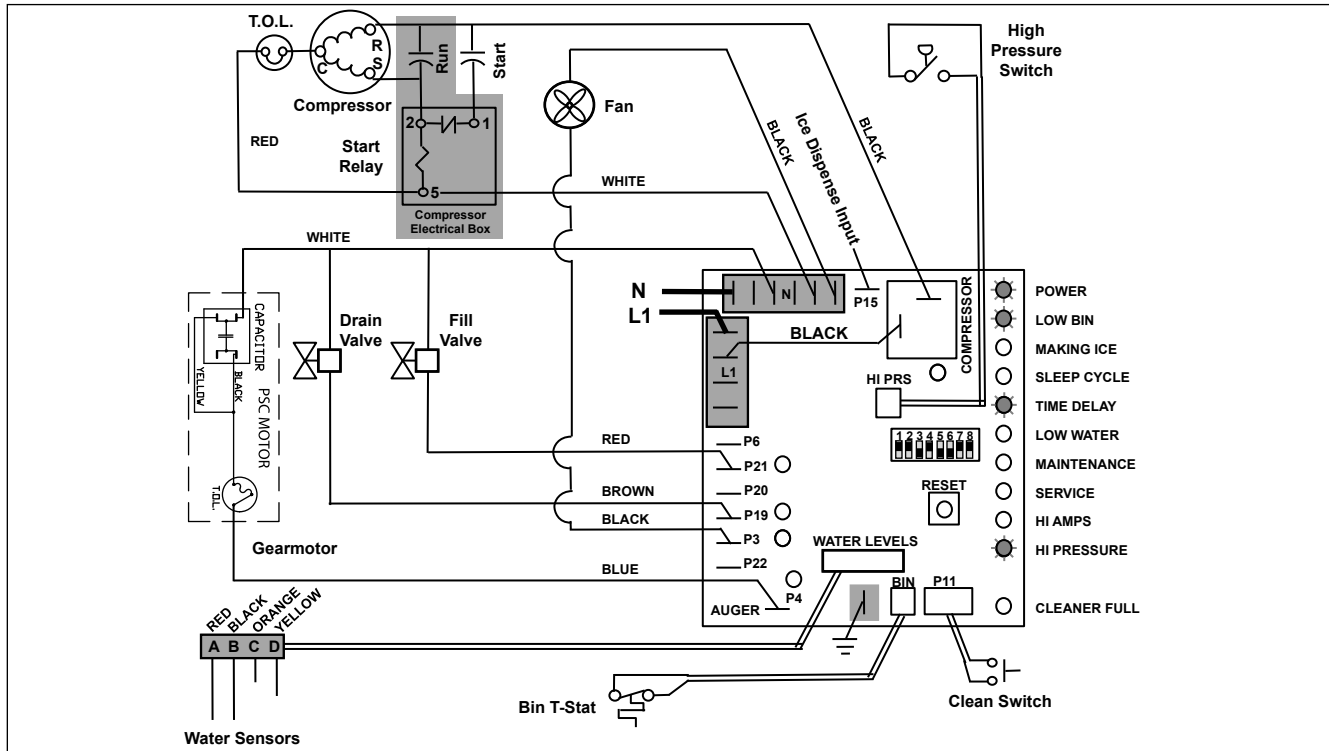 T.O.L.
R
S
C
Compressor
Run
Start
2
1
5
Start
Relay
Compressor
Electrical Box
RED
WHITE
Fan
BLACK
Ice Dispense Input
BLACK
High
Pressure
Switch
WHITE
N
L1
N
P15
COMPRESSOR
L1
BLACK
HI PRS
1 2 3 4 5 6 7 8
RESET
POWER
LOW BIN
MAKING ICE
SLEEP CYCLE
TIME DELAY
LOW WATER
MAINTENANCE
SERVICE
HI AMPS
HI PRESSURE
CLEANER FULL
CAPACITOR
YELLOW
BLACK
PSC MOTOR
T.O.L.
Gearmotor
Drain
Valve
Fill
Valve
RED
P6
P21
BROWN
P20
P19
BLACK
P3
P22
BLUE
P4
AUGER
WATER LEVELS
BIN
P11
RED
BLACK
ORANGE
YELLOW
A B C D
Water Sensors
Bin T-Stat
Clean Switch